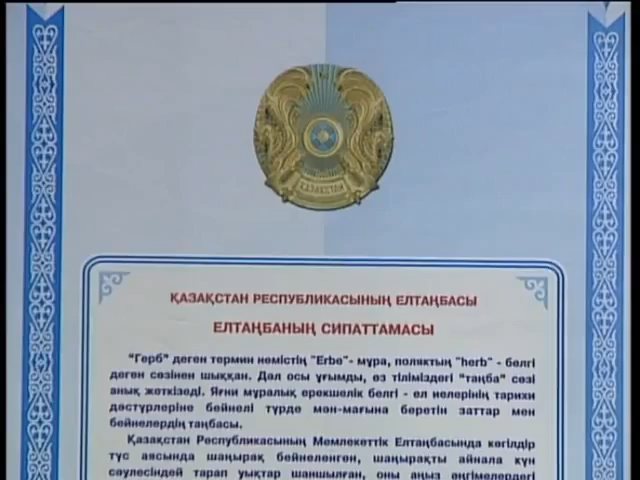 ҚАЗАҚСТАН
ҚАЗАҚСТАН РЕСПУБЛИКАСЫНЫҢ ЕЛТАҢБАСЫ
ЕЛТАҢБАНЫҢ СИПАТТАМАСЫ
"Герб" деген термин немістің "Erbe"- мұра, поляктың "herb" - белгі
деген сөзінен шыққан. Дәл осы ұғымды, өз тіліміздегі "таңба" сөзі
анық жеткізеді. Яғни мұралық ерекшелік белгі - ел иелерінің тарихи
дәстүрлеріне бейнелі түрде мән-мағына беретін заттар мен
бейнелердің таңбасы.
Қазақстан Республикасының Мемлекеттік Елтаңбасында көгілдір
түс аясында шаңырақ бейнеленген, шаңырақты айнала күн
сәулесіндей тарап уықтар шаншылған, оны аңыз әңгімелердегі